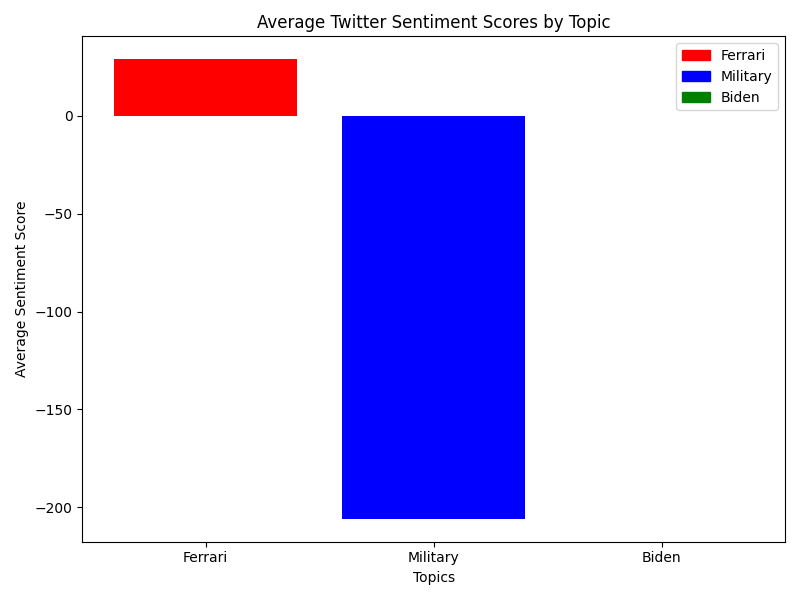 Average Twitter Sentiment Scores by Topic
Ferrari
Military
Biden
0
−50
−100
−150
−200
Average Sentiment Score
Ferrari
Military
Biden
Topics